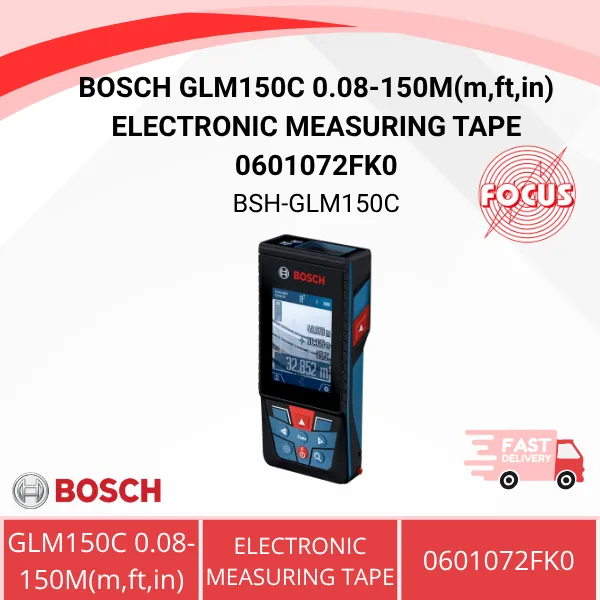 BOSCH GLM150C 0.08-150M(m,ft,in)
ELECTRONIC MEASURING TAPE
0601072FK0
BSH-GLM150C
FOCUS
BOSCH
32.852 m
Func
FAST
DELIVERY
BOSCH
GLM150C 0.08-
150M(m,ft,in)
ELECTRONIC
MEASURING TAPE
0601072FK0